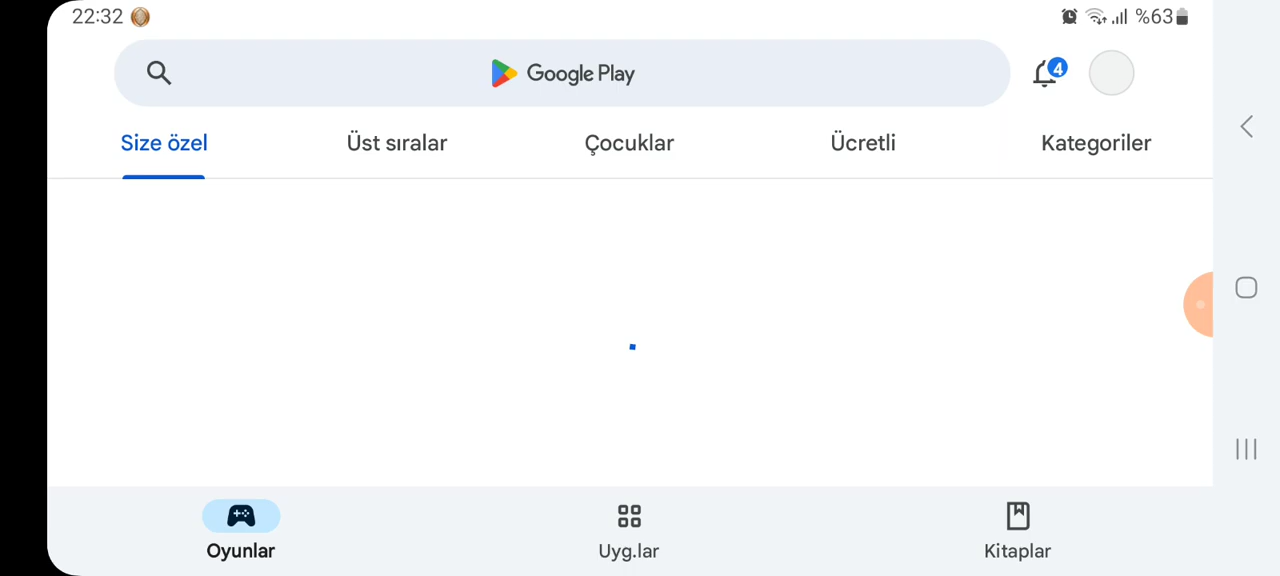 22:32
%63
Google Play
4
Size özel
Üst sıralar
Çocuklar
Ücretli
Kategoriler
Oyunlar
Uyg.lar
Kitaplar